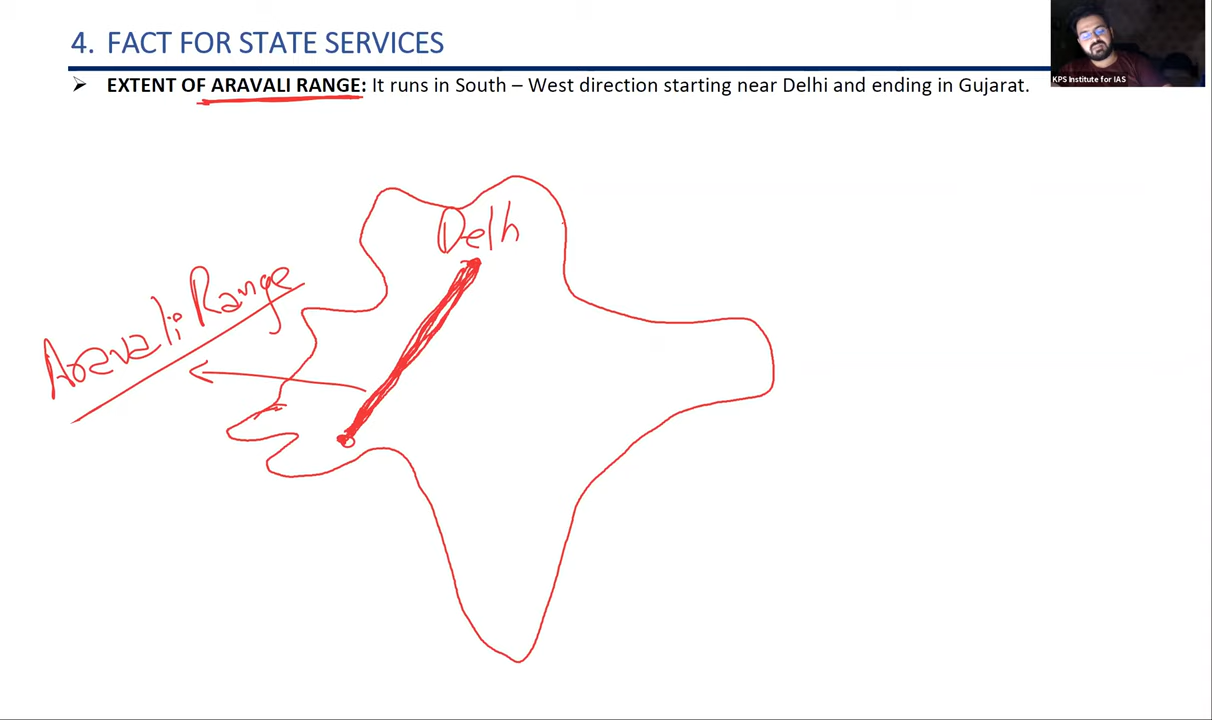 4. FACT FOR STATE SERVICES
KPS Institute for IAS
➢ EXTENT OF ARAVALI RANGE: It runs in South – West direction starting near Delhi and ending in Gujarat.
Delh
Aravali Range